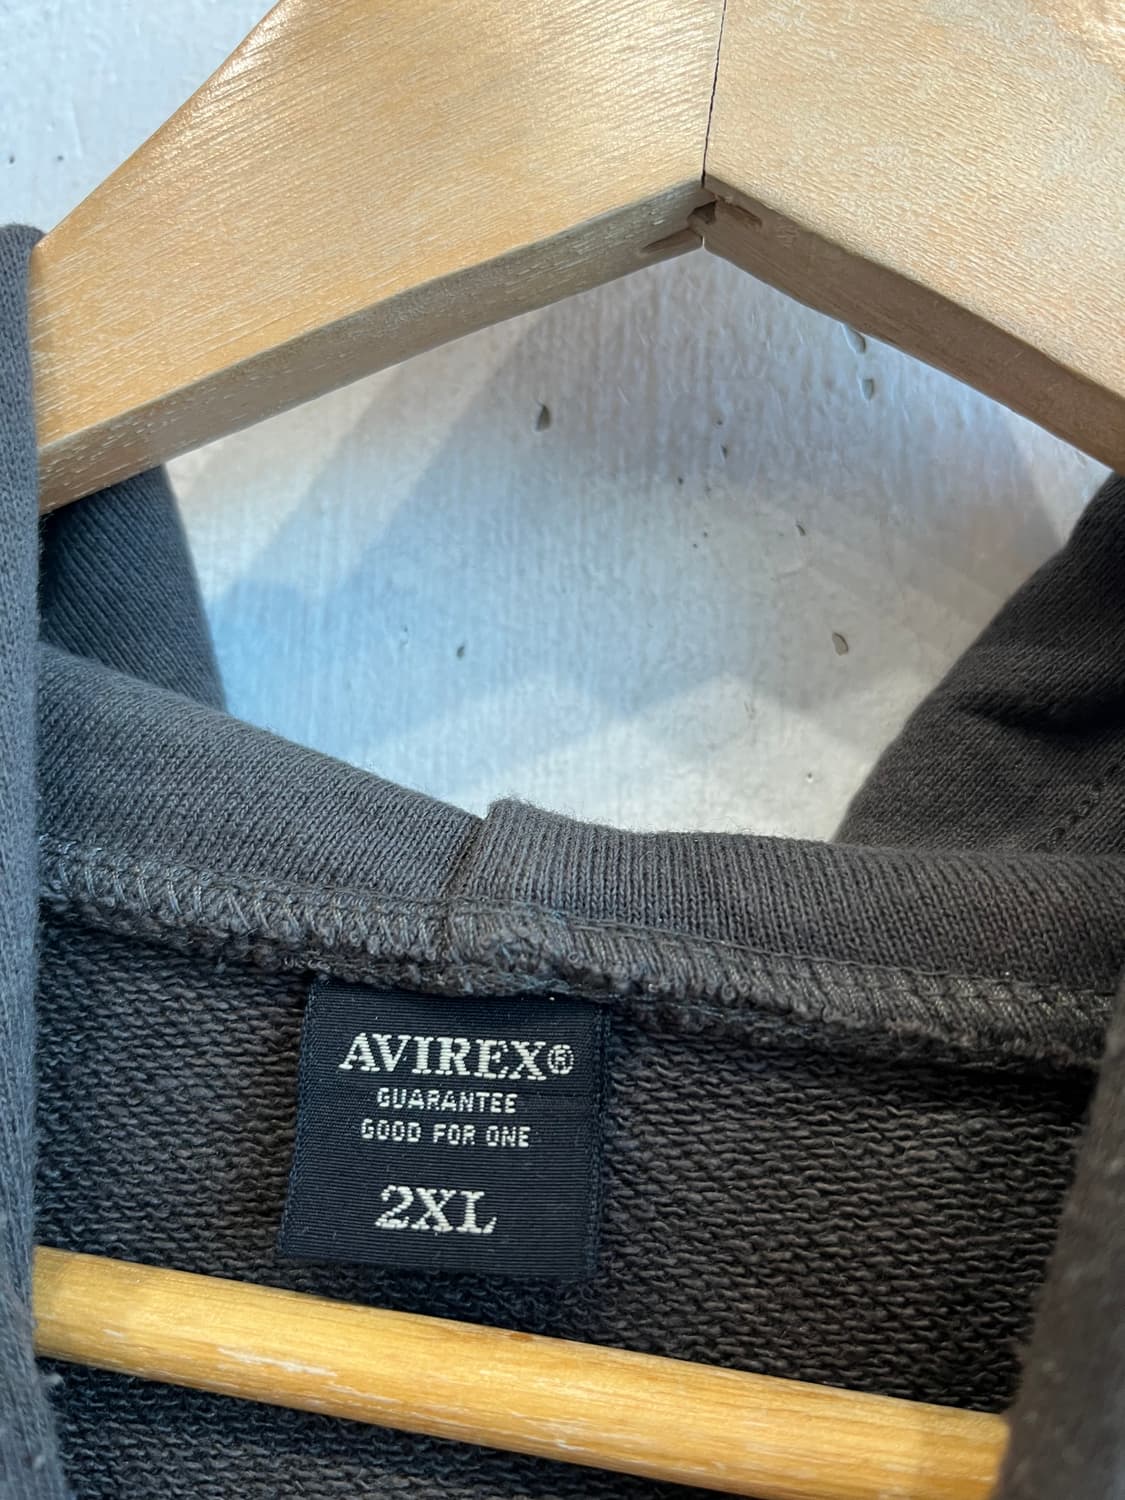 AVIREX®
GUARANTEE
GOOD FOR ONE
2XL